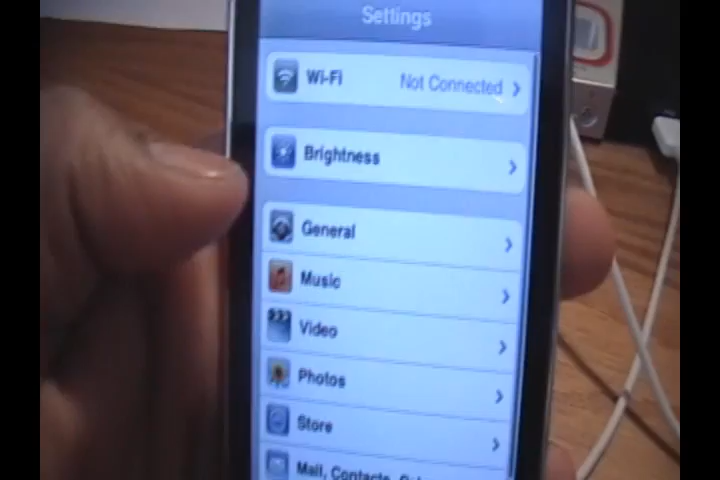 Settings
Wi-Fi Not Connected
Brightness
General
Music
Video
Photos
Store
Mail, Contacts,